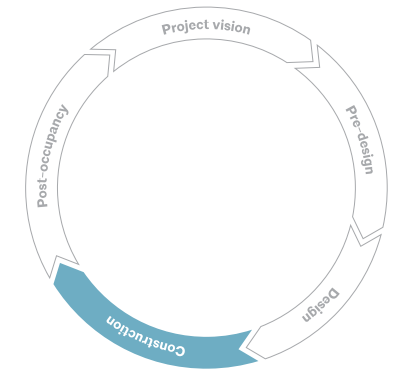 Project vision
Pre-design
Design
Construction
Post-occupancy